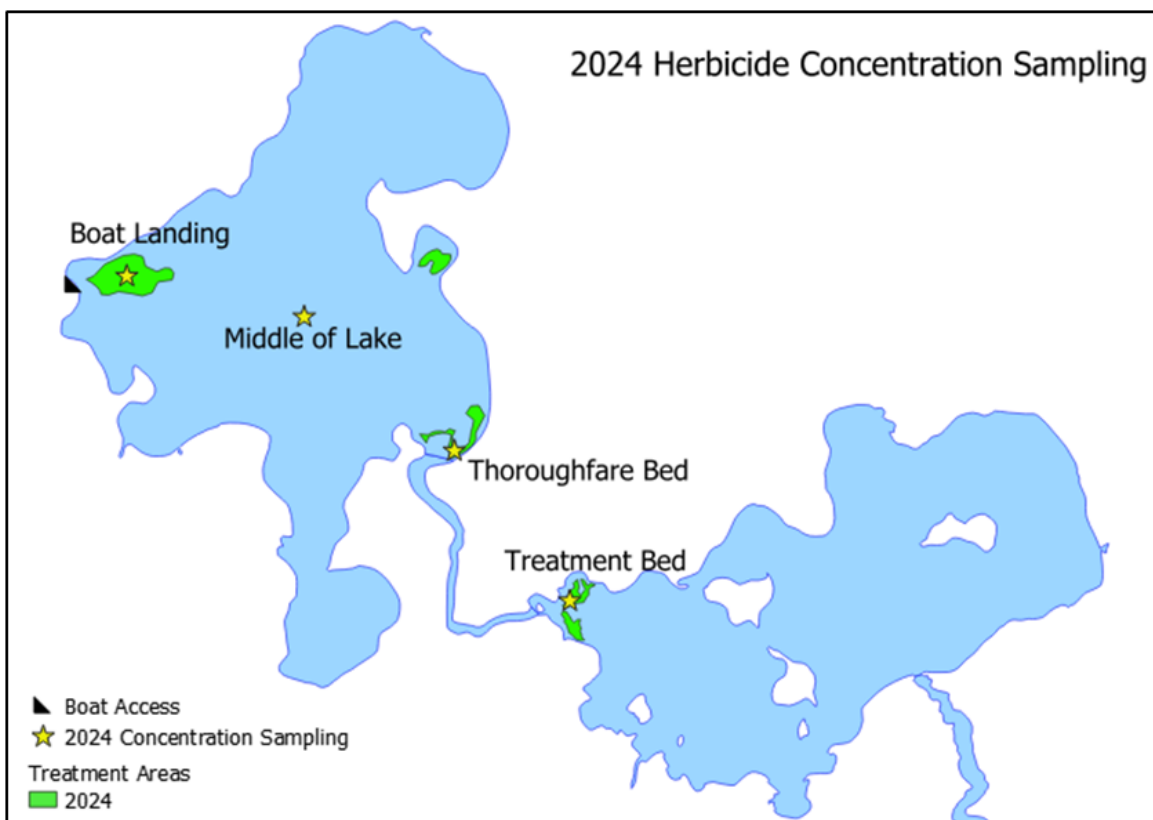 2024 Herbicide Concentration Sampling
Boat Landing
Middle of Lake
Thoroughfare Bed
Treatment Bed
Boat Access
2024 Concentration Sampling
Treatment Areas
2024